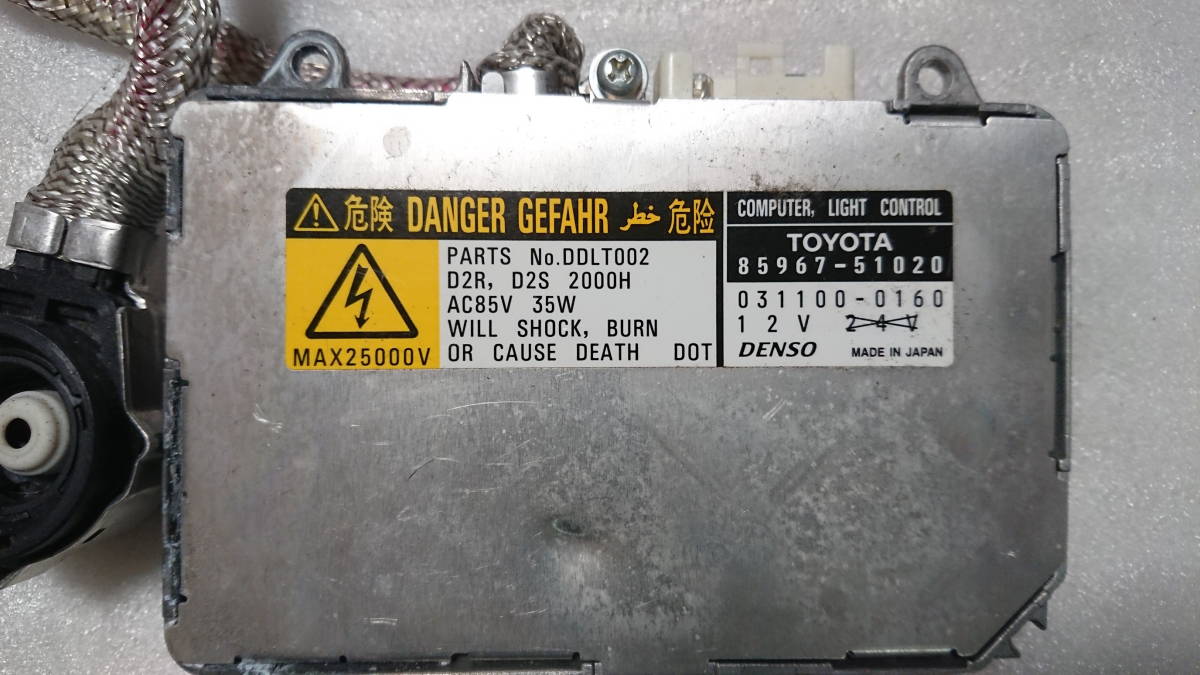 危険 DANGER GEFAHR خطر 危险
MAX25000V
PARTS No.DDLT002
D2R, D2S 2000H
AC85V 35W
WILL SHOCK, BURN
OR CAUSE DEATH DOT
COMPUTER, LIGHT CONTROL
TOYOTA
85967-51020
031100-0160
12V 24V
DENSO MADE IN JAPAN